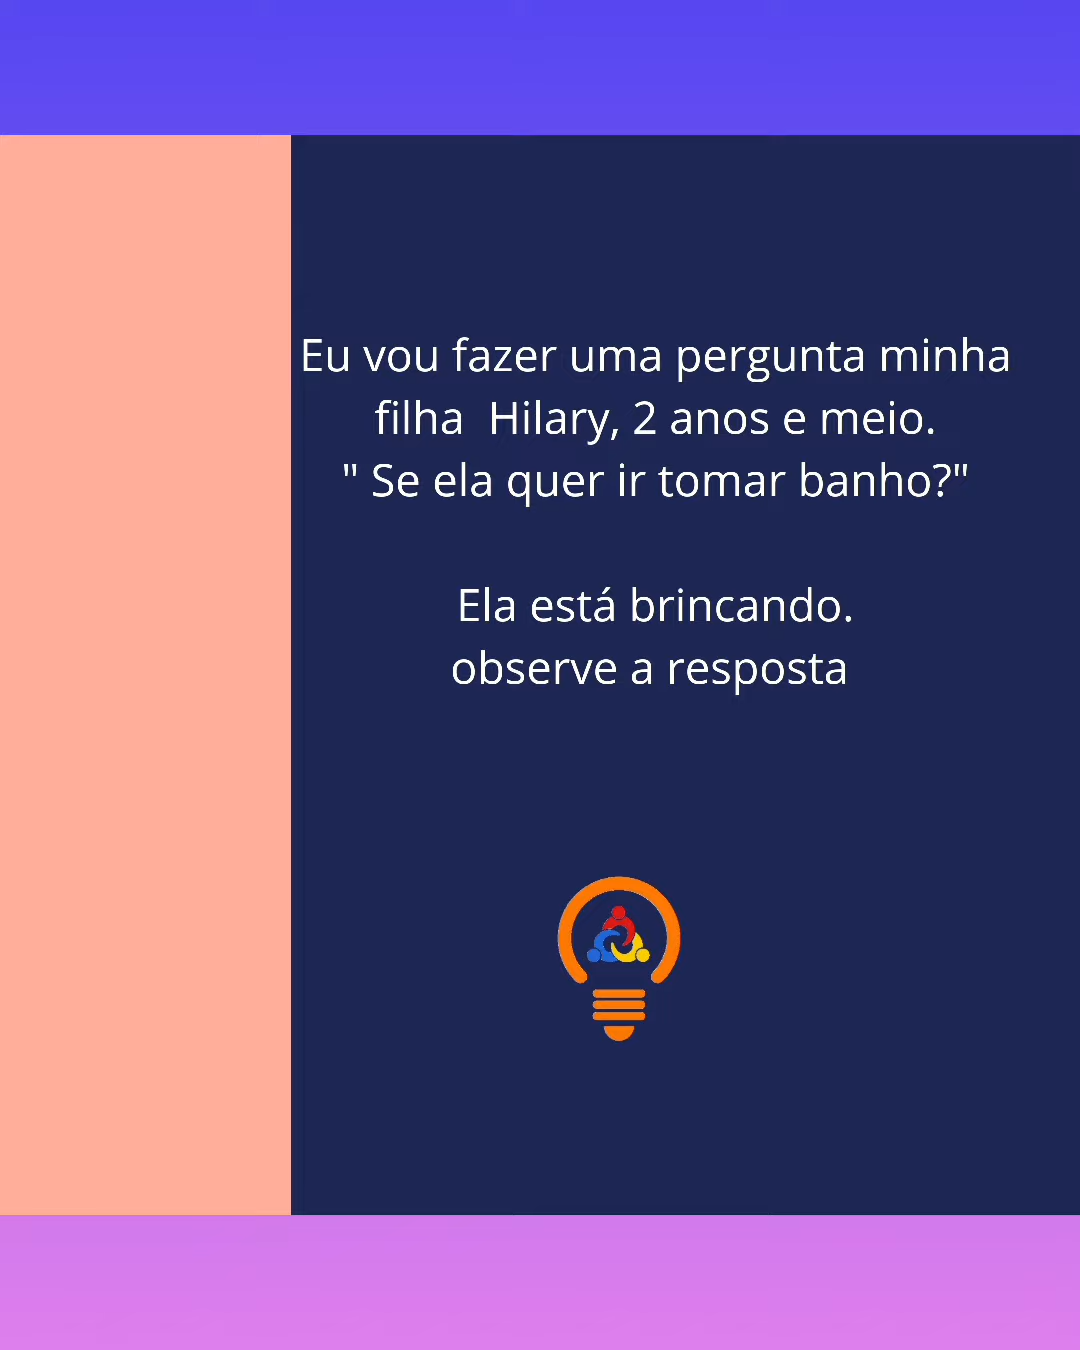 Eu vou fazer uma pergunta minha
filha  Hilary, 2 anos e meio.
" Se ela quer ir tomar banho?"
Ela está brincando.
observe a resposta